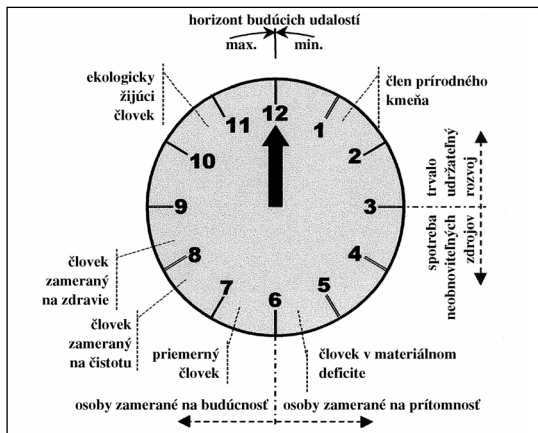 horizont budúcich udalostí
max. min.
ekologicky
žijúci
človek
člen prírodného
kmeňa
12
1
2
3
4
5
6
7
8
9
10
11
trvalo
udržateľný
rozvoj
spotreba
neobnoviteľných
zdrojov
človek
zameraný
na zdravie
človek
zameraný
na čistotu
priemerný
človek
človek v materiálnom
deficite
osoby zamerané na budúcnosť
osoby zamerané na prítomnosť